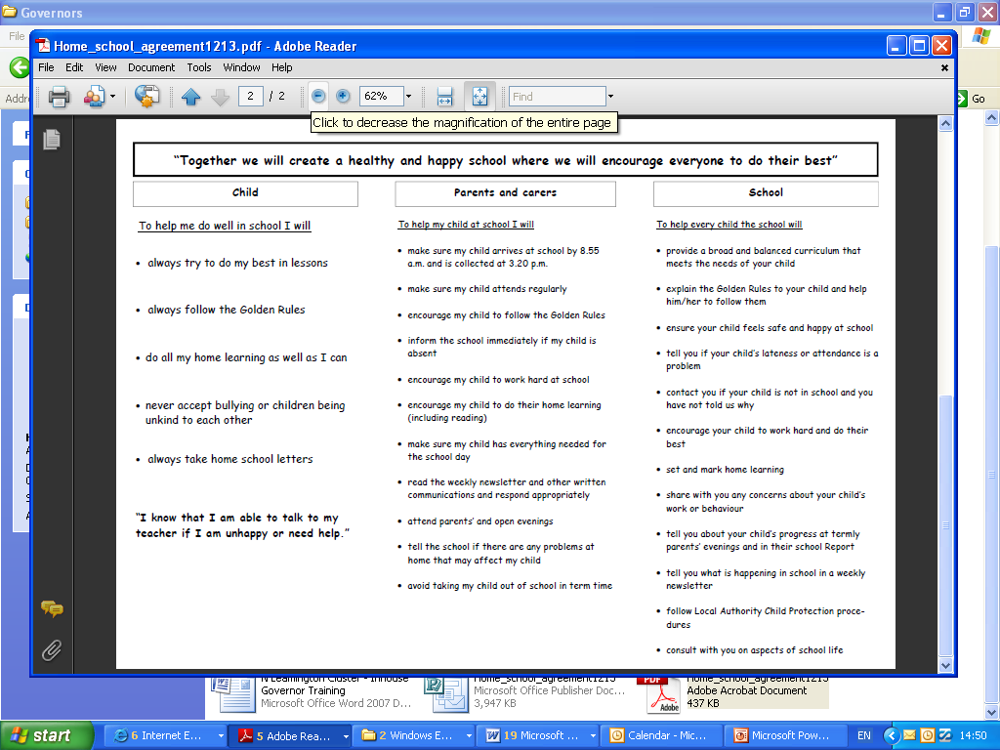 Governors
File
Home_school_agreement1213.pdf - Adobe Reader
File Edit View Document Tools Window Help
Addre
2 / 2
62%
Find
Go
Click to decrease the magnification of the entire page
"Together we will create a healthy and happy school where we will encourage everyone to do their best"
Child
To help me do well in school I will
• always try to do my best in lessons
• always follow the Golden Rules
• do all my home learning as well as I can
• never accept bullying or children being
unkind to each other
• always take home school letters
"I know that I am able to talk to my
teacher if I am unhappy or need help."
Parents and carers
To help my child at school I will
• make sure my child arrives at school by 8.55
a.m. and is collected at 3.20 p.m.
• make sure my child attends regularly
• encourage my child to follow the Golden Rules
• inform the school immediately if my child is
absent
• encourage my child to work hard at school
• encourage my child to do their home learning
(including reading)
• make sure my child has everything needed for
the school day
• read the weekly newsletter and other written
communications and respond appropriately
• attend parents' and open evenings
• tell the school if there are any problems at
home that may affect my child
• avoid taking my child out of school in term time
School
To help every child the school will
• provide a broad and balanced curriculum that
meets the needs of your child
• explain the Golden Rules to your child and help
him/her to follow them
• ensure your child feels safe and happy at school
• tell you if your child's lateness or attendance is a
problem
• contact you if your child is not in school and you
have not told us why
• encourage your child to work hard and do their
best
• set and mark home learning
• share with you any concerns about your child's
work or behaviour
• tell you about your child's progress at termly
parents' evenings and in their school Report
• tell you what is happening in school in a weekly
newsletter
• follow Local Authority Child Protection proce-
dures
• consult with you on aspects of school life
N Leamington Cluster - Inhouse
Governor Training
Microsoft Office Word 2007 D...
Home_school_agreement1213
Microsoft Office Publisher Doc...
3,947 KB
PDF
Adobe
Home_school_agreement1213
Adobe Acrobat Document
437 KB
start
6 Internet E...
5 Adobe Rea...
2 Windows E...
19 Microsoft ...
Calendar - Mic...
Microsoft Pow...
EN
14:50